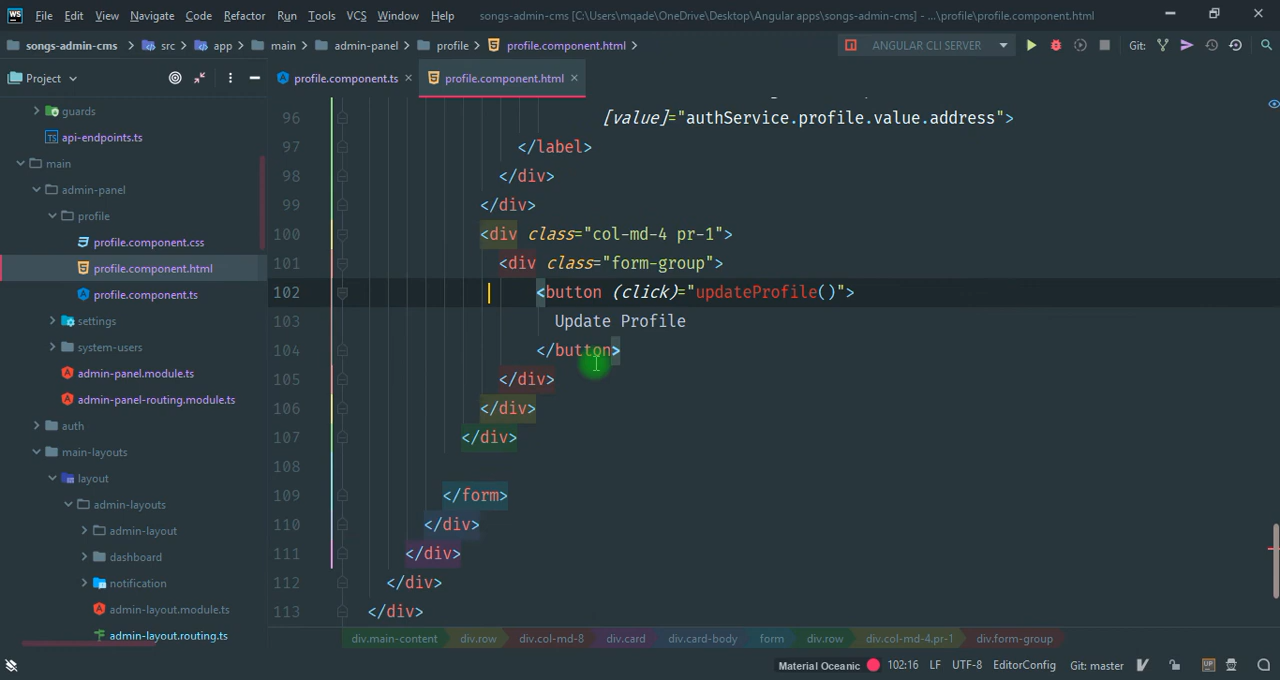 WS File Edit View Navigate Code Refactor Run Tools VCS Window Help songs-admin-cms [C:\Users\mqade\OneDrive\Desktop\Angular apps\songs-admin-cms] - ...\profile\profile.component.html
songs-admin-cms src app main admin-panel profile profile.component.html ANGULAR CLI SERVER Git:
Project profile.component.ts profile.component.html
guards
api-endpoints.ts
main
admin-panel
profile
profile.component.css
profile.component.html
profile.component.ts
settings
system-users
admin-panel.module.ts
admin-panel-routing.module.ts
auth
main-layouts
layout
admin-layouts
admin-layout
dashboard
notification
admin-layout.module.ts
admin-layout.routing.ts
96 [value]="authService.profile.value.address">
97 </label>
98 </div>
99 </div>
100 <div class="col-md-4 pr-1">
101 <div class="form-group">
102 <button (click)="updateProfile()">
103 Update Profile
104 </button>
105 </div>
106 </div>
107 </div>
108
109 </form>
110 </div>
111 </div>
112 </div>
113 </div>
div.main-content div.row div.col-md-8 div.card div.card-body form div.row div.col-md-4.pr-1 div.form-group
Material Oceanic 102:16 LF UTF-8 EditorConfig Git: master